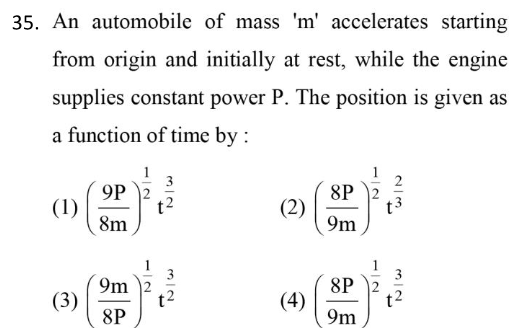 35. An automobile of mass 'm' accelerates starting
from origin and initially at rest, while the engine
supplies constant power P. The position is given as
a function of time by :
(1) (9P/8m)^(1/2) t^(3/2) (2) (8P/9m)^(1/2) t^(2/3)
(3) (9m/8P)^(1/2) t^(3/2) (4) (8P/9m)^(1/2) t^(3/2)